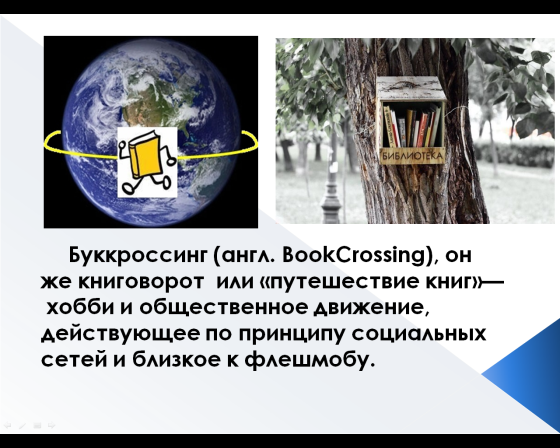 БИБЛИОТЕКА
Буккроссинг (англ. BookCrossing), он
же книговорот или «путешествие книг»—
хобби и общественное движение,
действующее по принципу социальных
сетей и близкое к флешмобу.